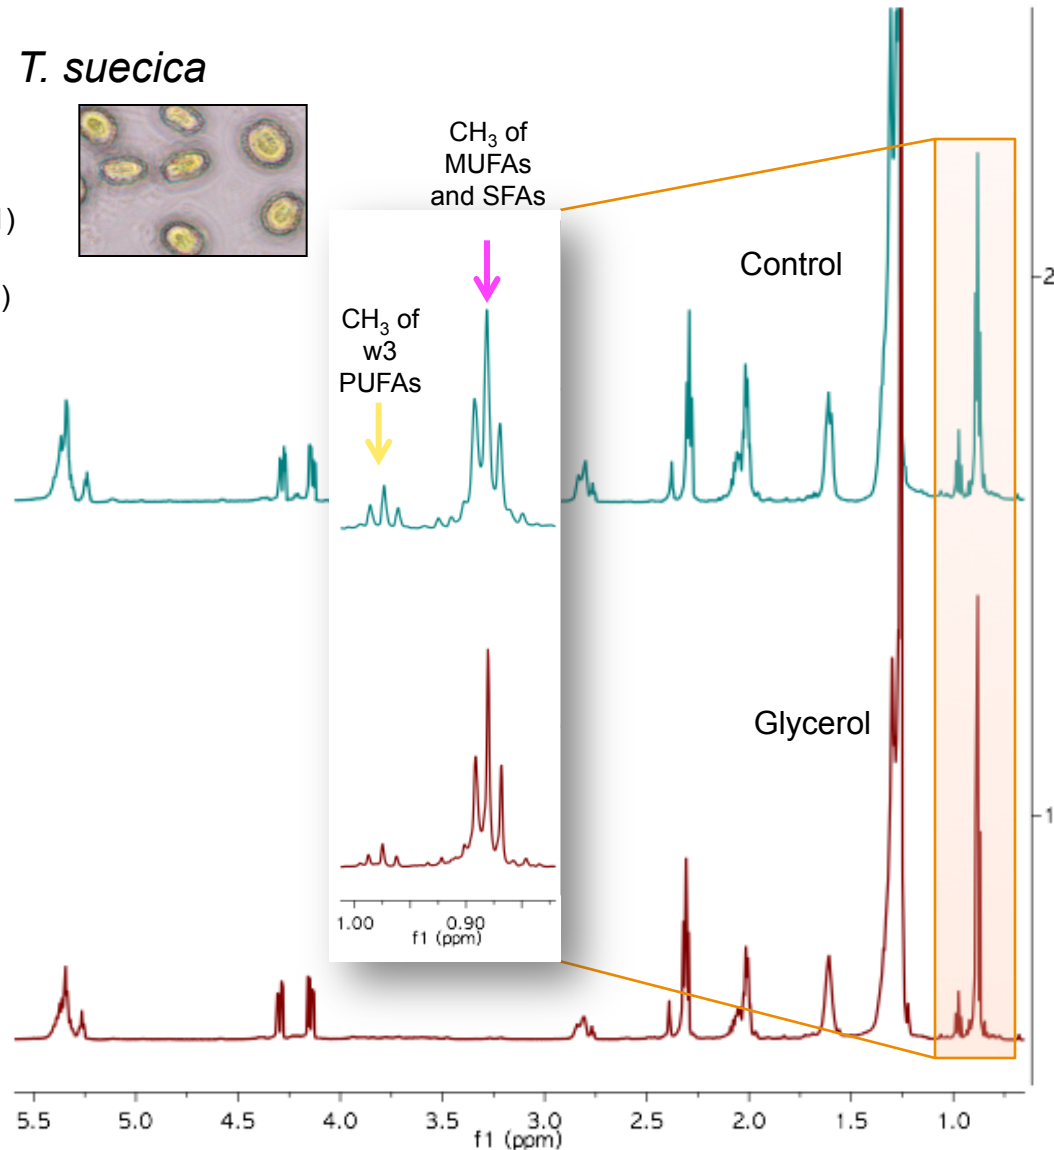 T. suecica
CH₃ of
MUFAs
and SFAs
1)
)
Control
2
CH₃ of
w3
PUFAs
Glycerol
1
1.00 0.90
f1 (ppm)
5.5 5.0 4.5 4.0 3.5 3.0 2.5 2.0 1.5 1.0
f1 (ppm)